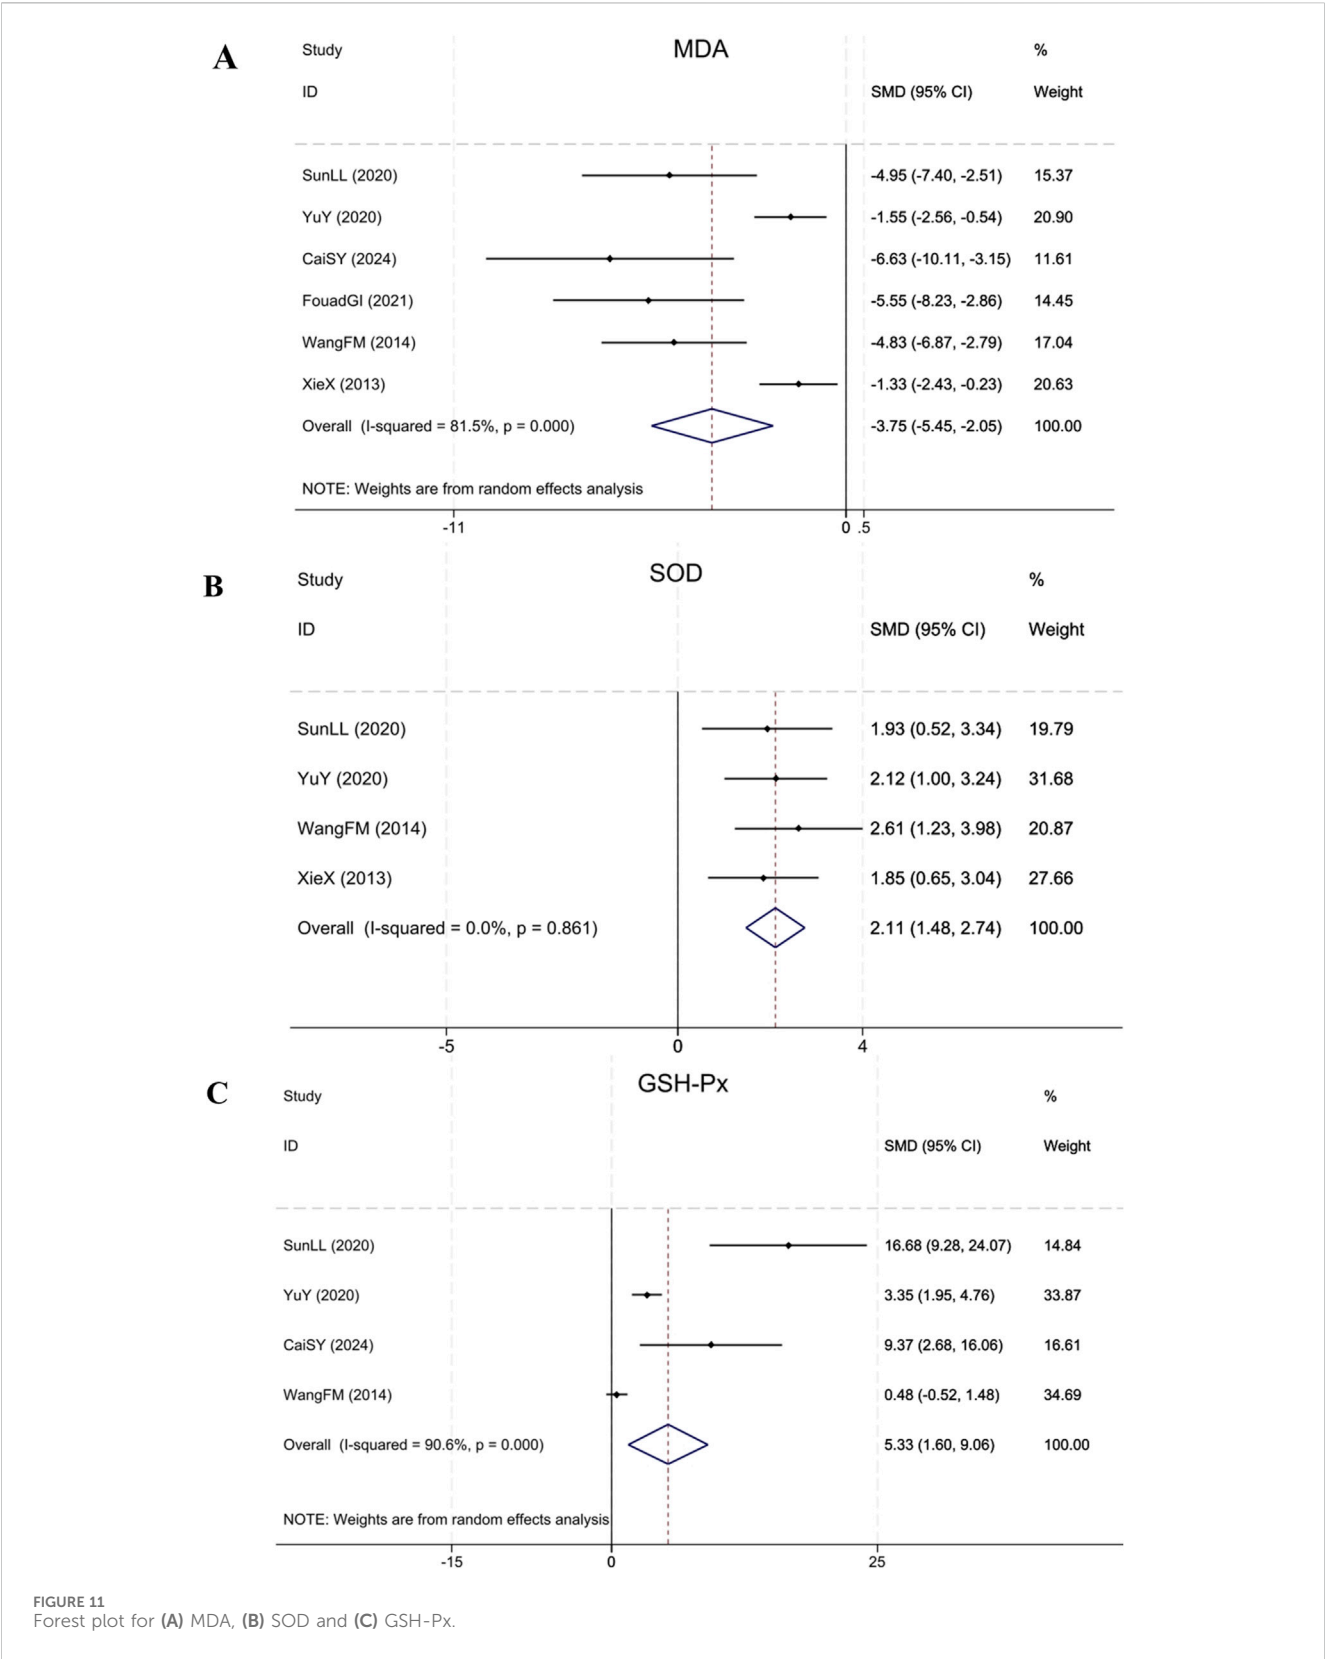 A
MDA
Study %
ID SMD (95% CI) Weight
SunLL (2020) -4.95 (-7.40, -2.51) 15.37
YuY (2020) -1.55 (-2.56, -0.54) 20.90
CaiSY (2024) -6.63 (-10.11, -3.15) 11.61
FouadGI (2021) -5.55 (-8.23, -2.86) 14.45
WangFM (2014) -4.83 (-6.87, -2.79) 17.04
XieX (2013) -1.33 (-2.43, -0.23) 20.63
Overall (I-squared = 81.5%, p = 0.000) -3.75 (-5.45, -2.05) 100.00
NOTE: Weights are from random effects analysis
-11 0 .5
B
SOD
Study %
ID SMD (95% CI) Weight
SunLL (2020) 1.93 (0.52, 3.34) 19.79
YuY (2020) 2.12 (1.00, 3.24) 31.68
WangFM (2014) 2.61 (1.23, 3.98) 20.87
XieX (2013) 1.85 (0.65, 3.04) 27.66
Overall (I-squared = 0.0%, p = 0.861) 2.11 (1.48, 2.74) 100.00
-5 0 4
C
GSH-Px
Study %
ID SMD (95% CI) Weight
SunLL (2020) 16.68 (9.28, 24.07) 14.84
YuY (2020) 3.35 (1.95, 4.76) 33.87
CaiSY (2024) 9.37 (2.68, 16.06) 16.61
WangFM (2014) 0.48 (-0.52, 1.48) 34.69
Overall (I-squared = 90.6%, p = 0.000) 5.33 (1.60, 9.06) 100.00
NOTE: Weights are from random effects analysis
-15 0 25
FIGURE 11
Forest plot for (A) MDA, (B) SOD and (C) GSH-Px.